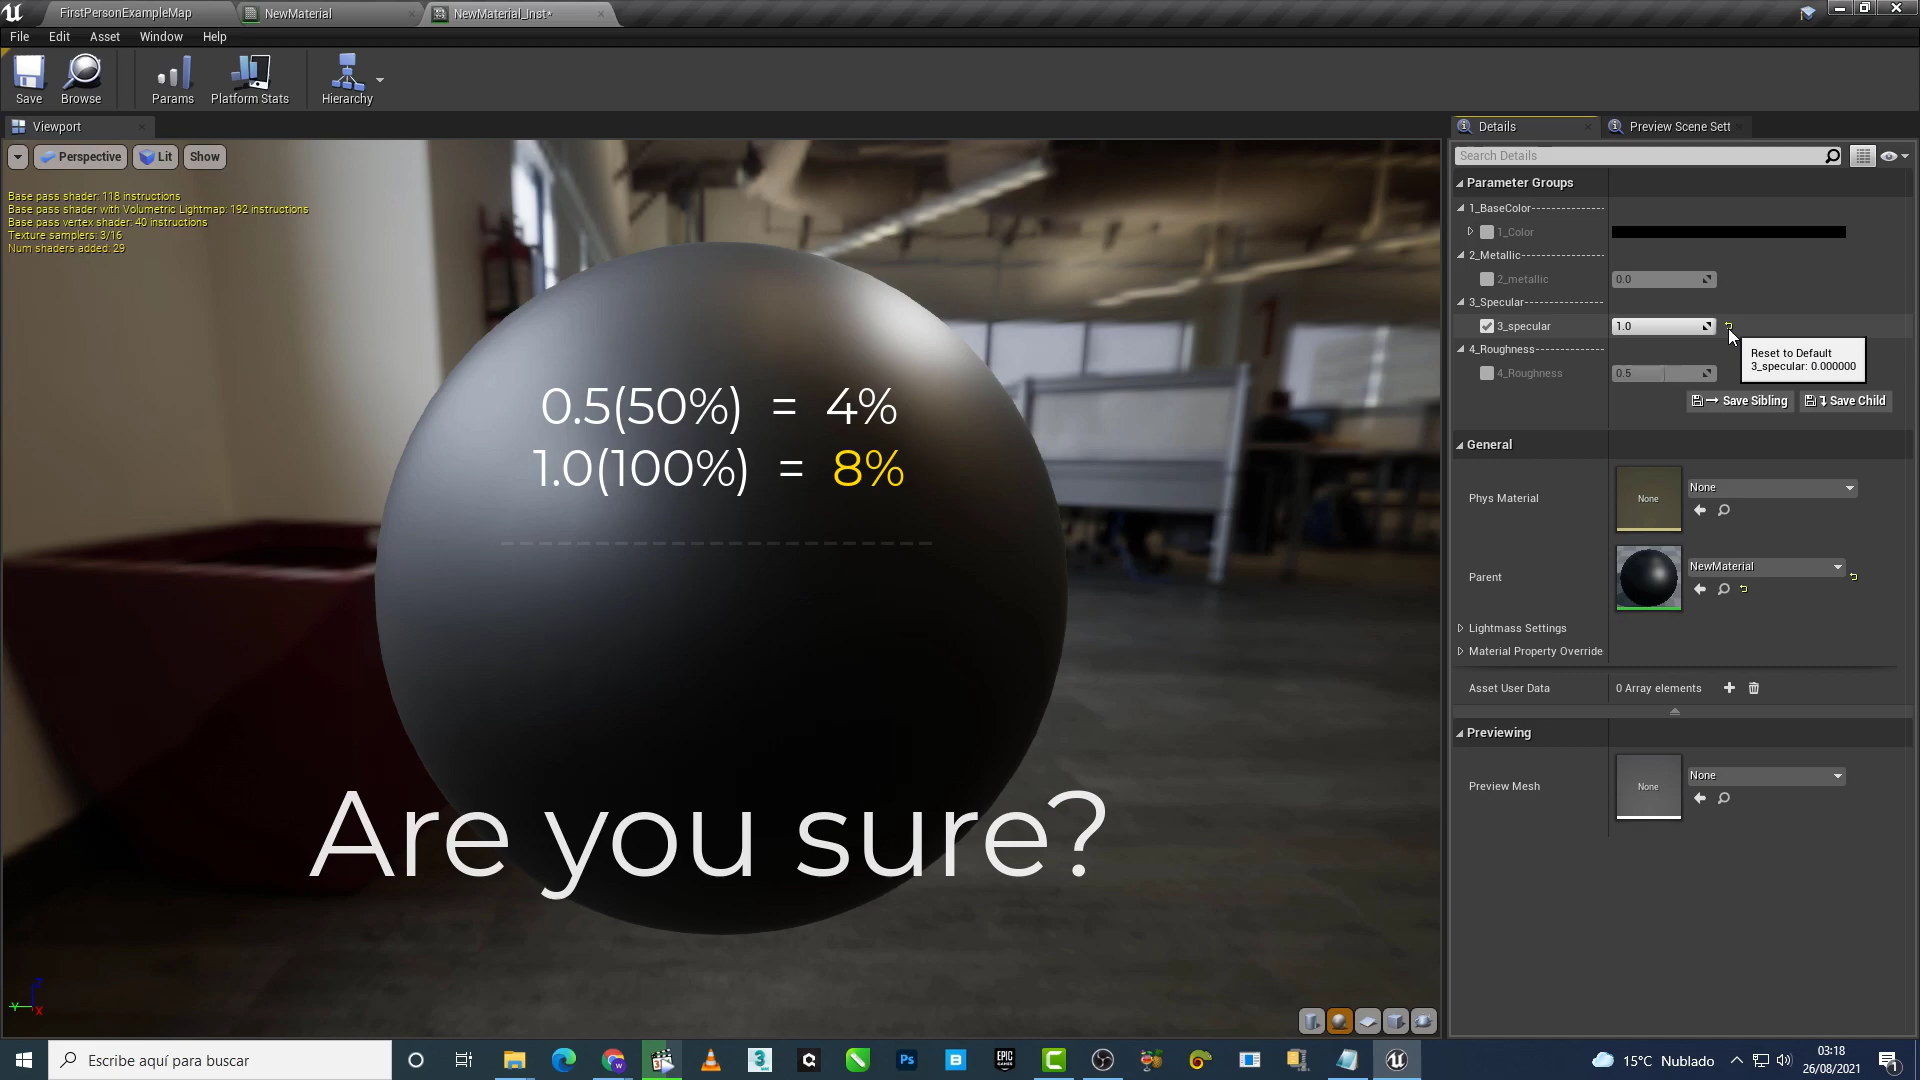 FirstPersonExampleMap
NewMaterial
NewMaterial_Inst*
File Edit Asset Window Help
Save
Browse
Params
Platform Stats
Hierarchy
Viewport
Perspective
Lit
Show
Base pass shader: 118 instructions
Base pass shader with Volumetric Lightmap: 192 instructions
Base pass vertex shader: 40 instructions
Texture samplers: 3/16
Num shaders added: 29
0.5(50%) = 4%
1.0(100%) = 8%
Are you sure?
Details
Preview Scene Sett
Search Details
Parameter Groups
1_BaseColor
1_Color
2_Metallic
2_metallic 0.0
3_Specular
3_specular 1.0
Reset to Default
3_specular: 0.000000
4_Roughness
4_Roughness 0.5
Save Sibling
Save Child
General
Phys Material
None
None
Parent
NewMaterial
Lightmass Settings
Material Property Override
Asset User Data
0 Array elements
Previewing
Preview Mesh
None
None
Escribe aquí para buscar
15°C Nublado
03:18
26/08/2021